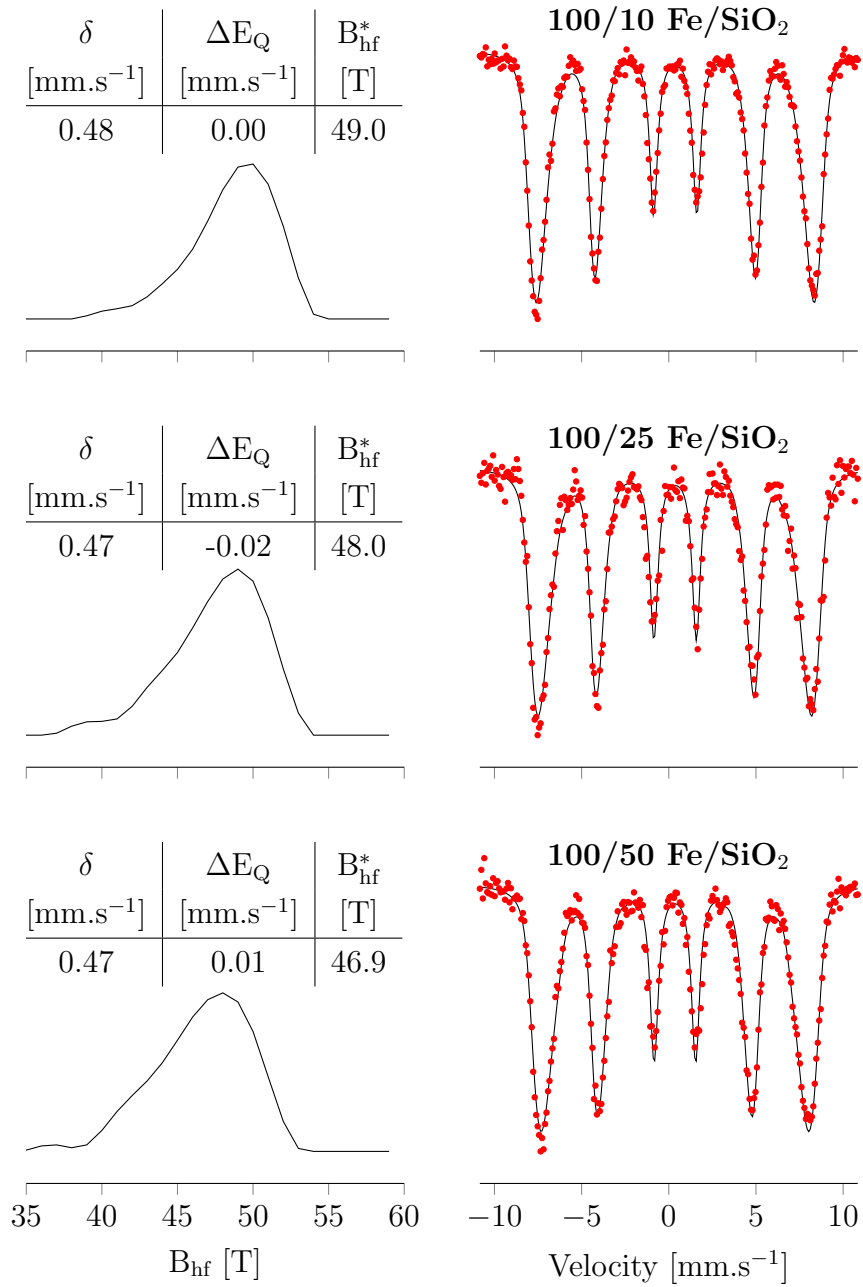 δ ΔE_Q B*_hf
[mm.s⁻¹] [mm.s⁻¹] [T]
0.48 0.00 49.0
100/10 Fe/SiO₂
δ ΔE_Q B*_hf
[mm.s⁻¹] [mm.s⁻¹] [T]
0.47 -0.02 48.0
100/25 Fe/SiO₂
δ ΔE_Q B*_hf
[mm.s⁻¹] [mm.s⁻¹] [T]
0.47 0.01 46.9
100/50 Fe/SiO₂
35 40 45 50 55 60
B_hf [T]
−10 −5 0 5 10
Velocity [mm.s⁻¹]